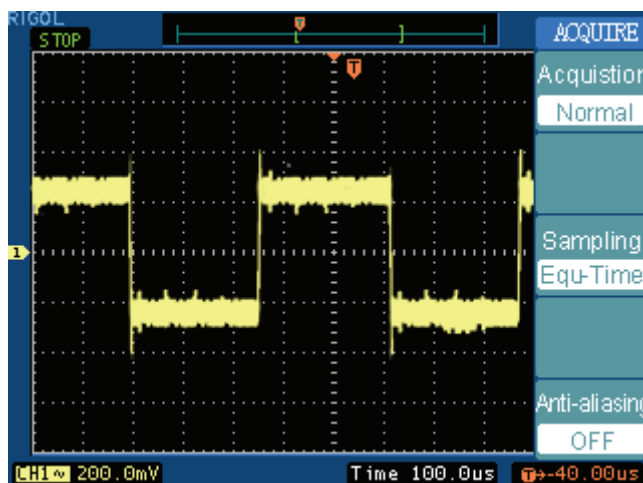 RIGOL
STOP
T
T
ACQUIRE
Acquistion
Normal
1
Sampling
Equ-Time
Anti-aliasing
OFF
CH1~ 200.0mV
Time 100.0us
T→-40.00us